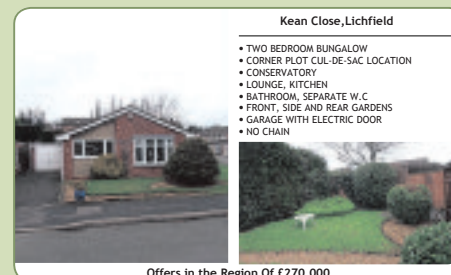 Kean Close,Lichfield
• TWO BEDROOM BUNGALOW
• CORNER PLOT CUL-DE-SAC LOCATION
• CONSERVATORY
• LOUNGE, KITCHEN
• BATHROOM, SEPARATE W.C
• FRONT, SIDE AND REAR GARDENS
• GARAGE WITH ELECTRIC DOOR
• NO CHAIN
Offers in the Region Of £270,000